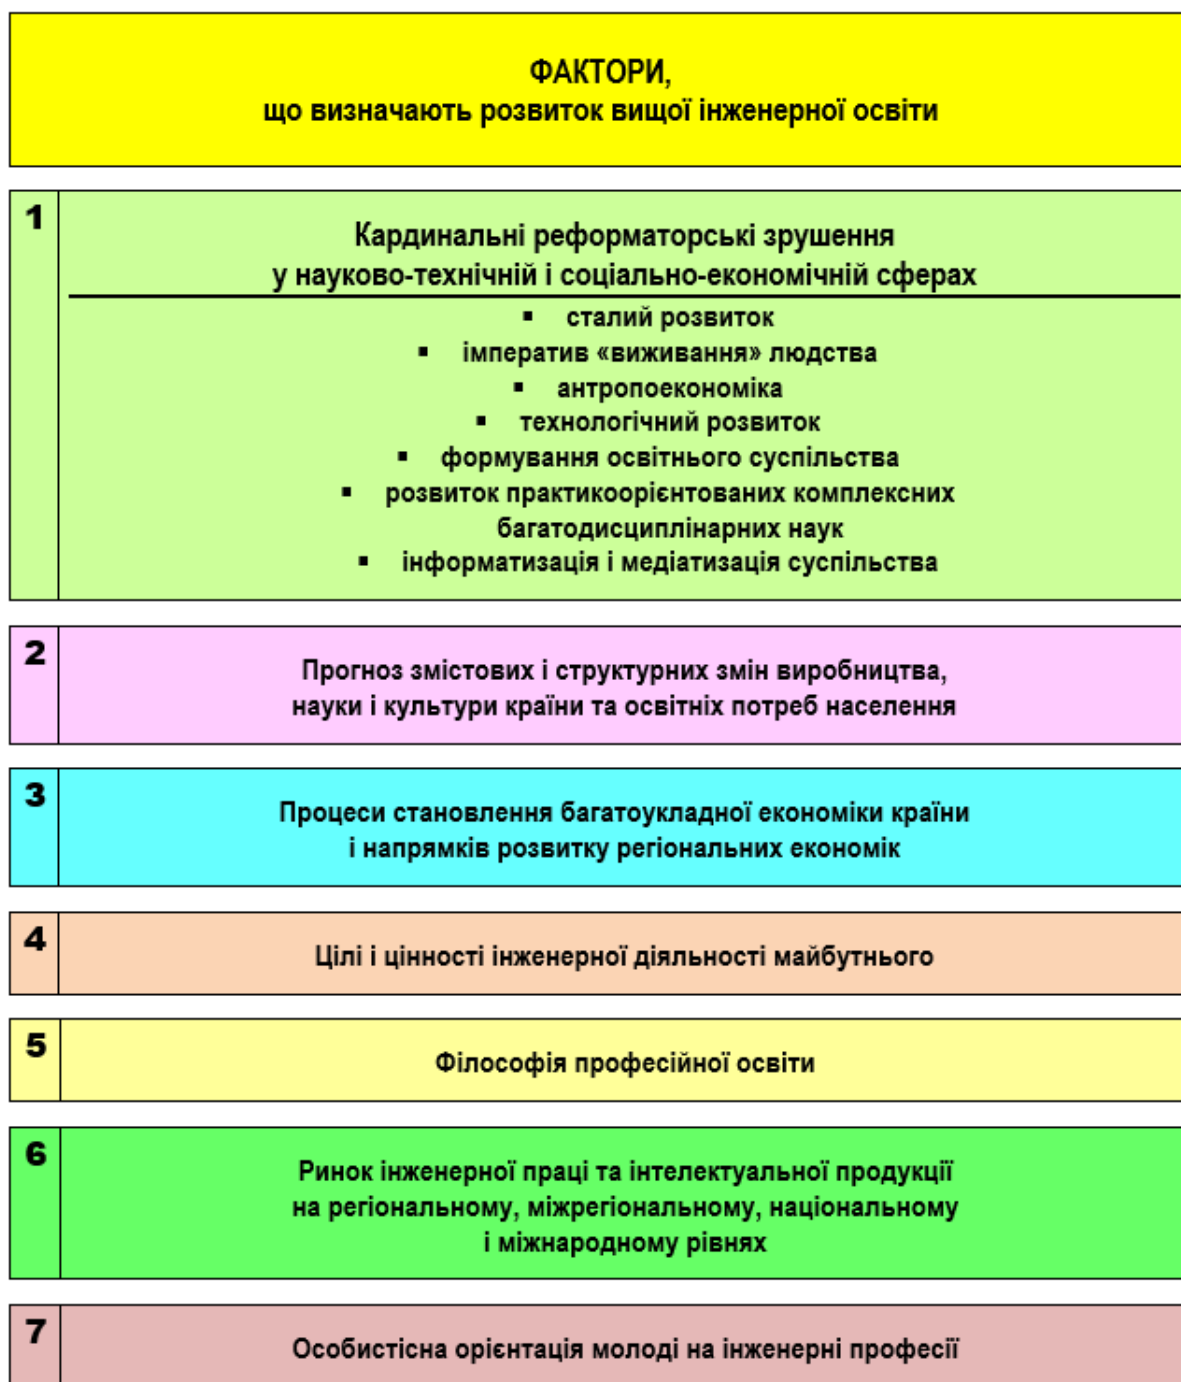 ФАКТОРИ,
що визначають розвиток вищої інженерної освіти
1
Кардинальні реформаторські зрушення
у науково-технічній і соціально-економічній сферах
▪ сталий розвиток
▪ імператив «виживання» людства
▪ антропоекономіка
▪ технологічний розвиток
▪ формування освітнього суспільства
▪ розвиток практикоорієнтованих комплексних
багатодисциплінарних наук
▪ інформатизація і медіатизація суспільства
2
Прогноз змістових і структурних змін виробництва,
науки і культури країни та освітніх потреб населення
3
Процеси становлення багатоукладної економіки країни
і напрямків розвитку регіональних економік
4
Цілі і цінності інженерної діяльності майбутнього
5
Філософія професійної освіти
6
Ринок інженерної праці та інтелектуальної продукції
на регіональному, міжрегіональному, національному
і міжнародному рівнях
7
Особистісна орієнтація молоді на інженерні професії